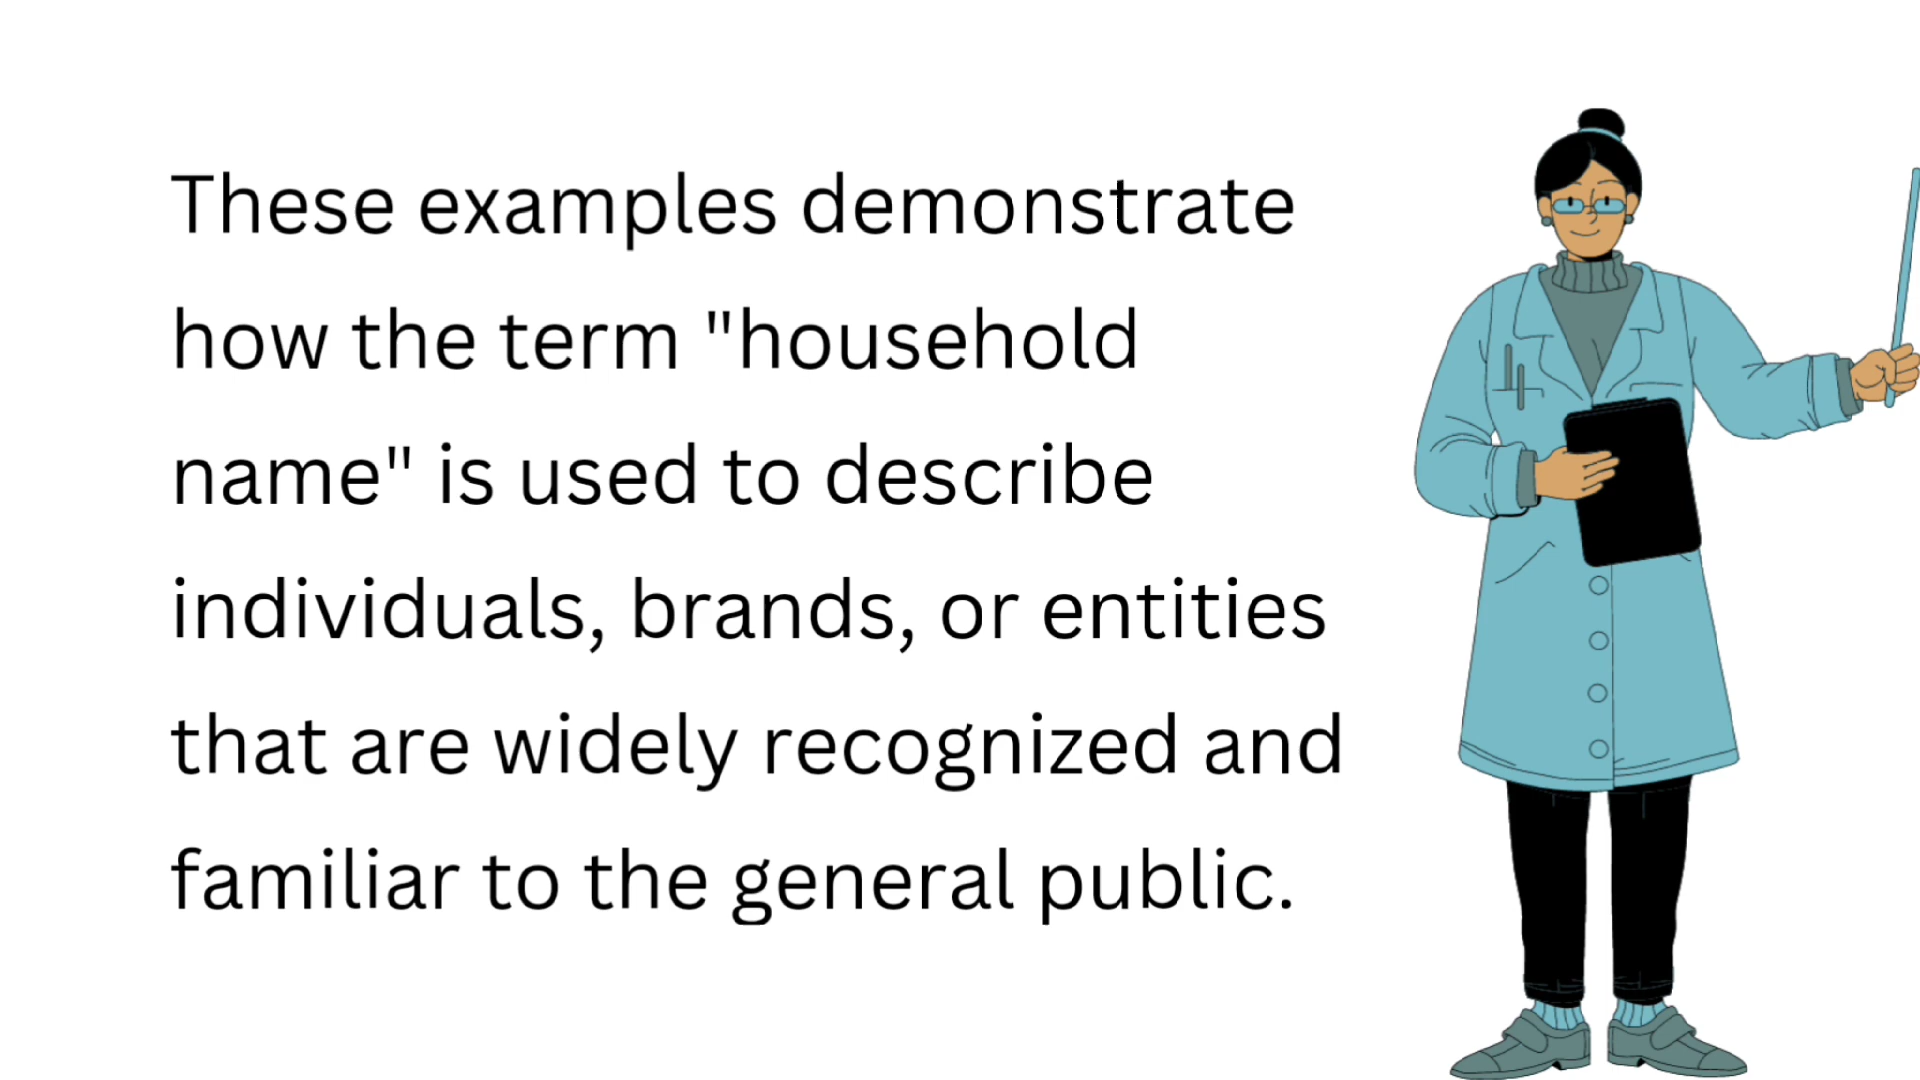 These examples demonstrate
how the term "household
name" is used to describe
individuals, brands, or entities
that are widely recognized and
familiar to the general public.